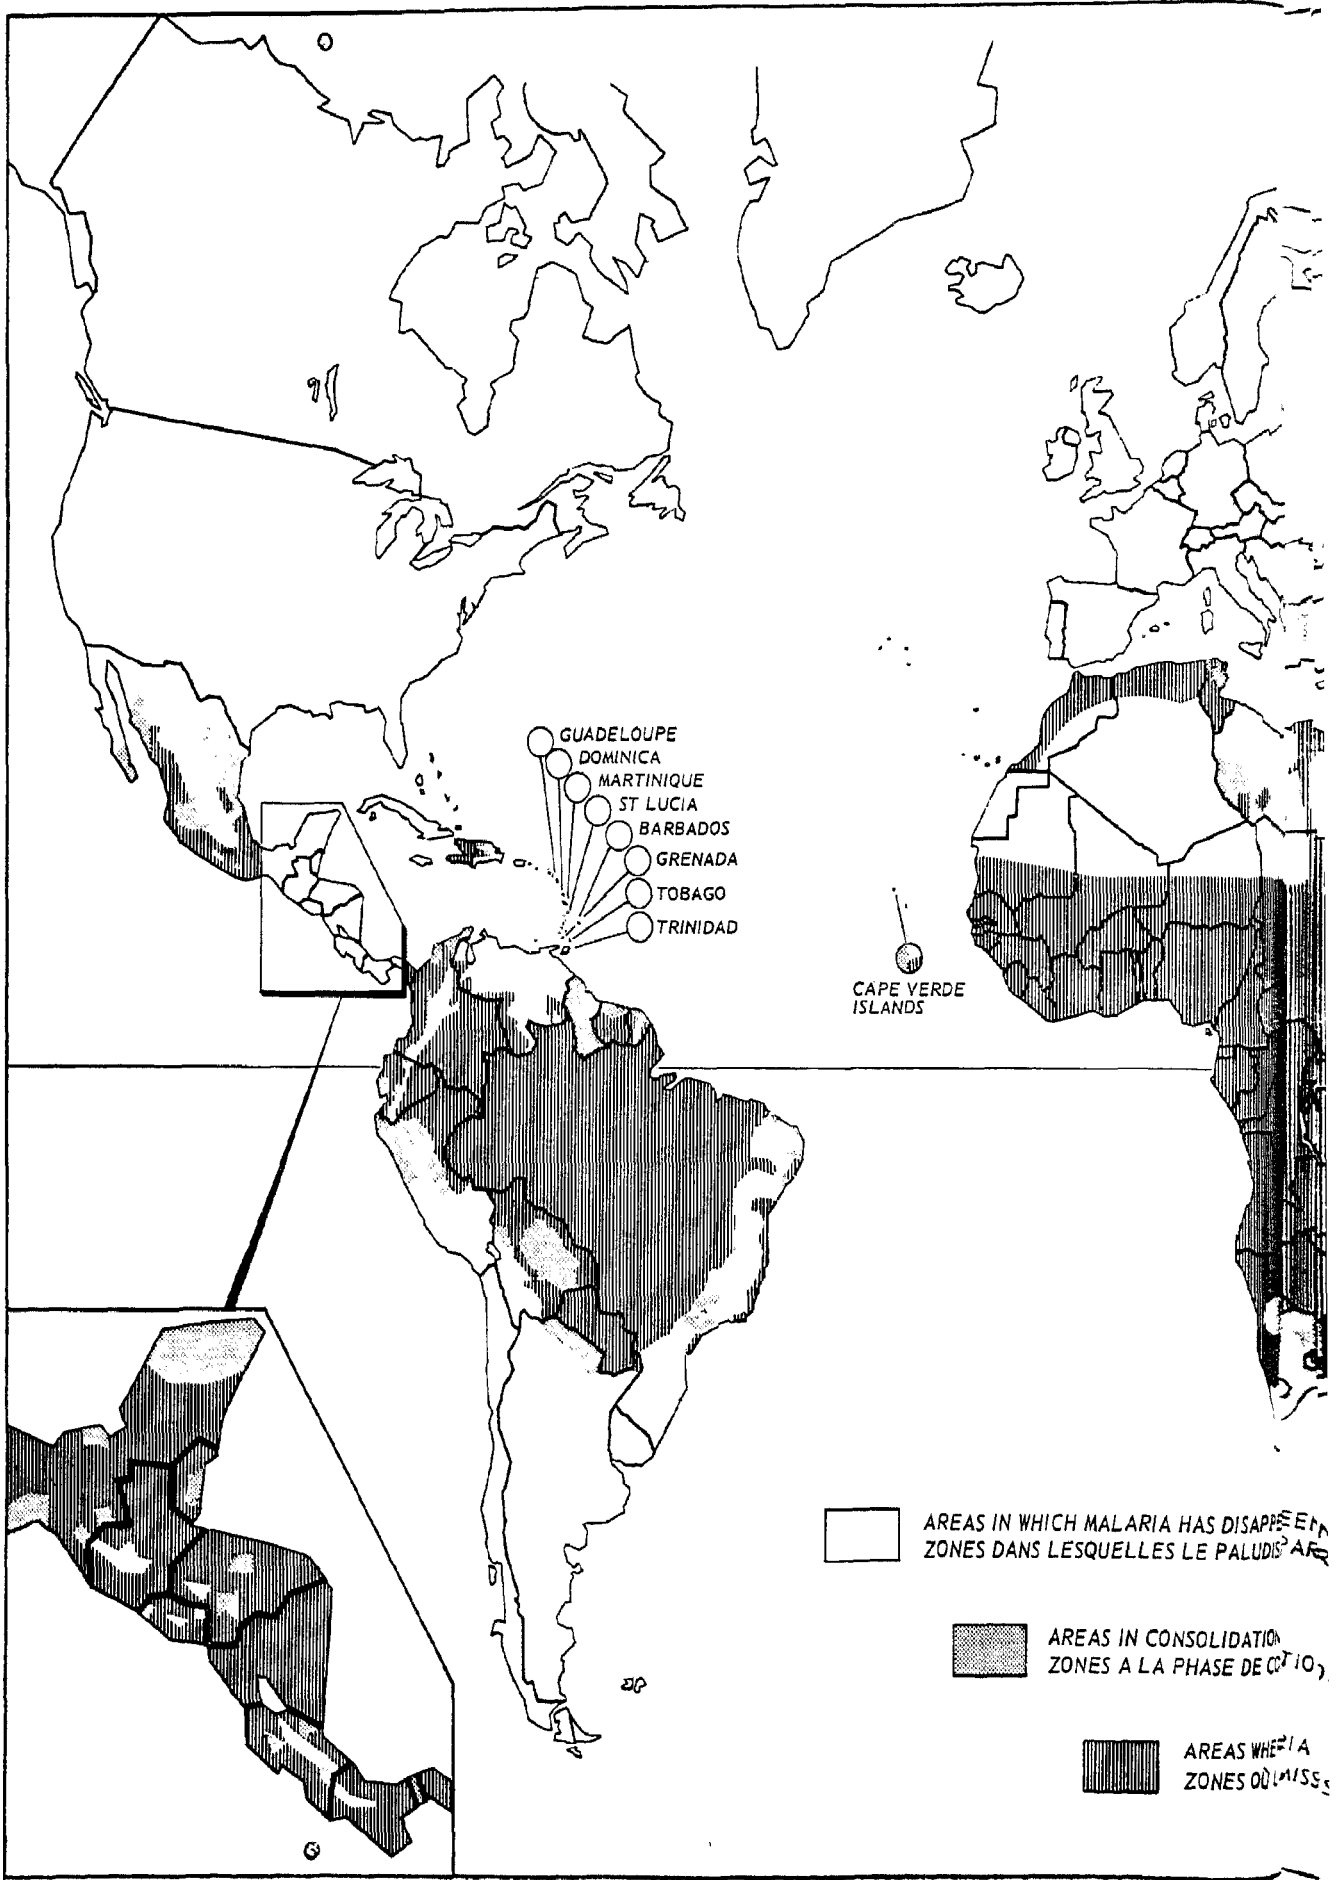 GUADELOUPE
DOMINICA
MARTINIQUE
ST LUCIA
BARBADOS
GRENADA
TOBAGO
TRINIDAD
CAPE VERDE
ISLANDS
AREAS IN WHICH MALARIA HAS
ZONES DANS LESQUELLES LE
AREAS IN CONSOLIDATION
ZONES A LA PHASE DE
AREAS
ZONES OÙ